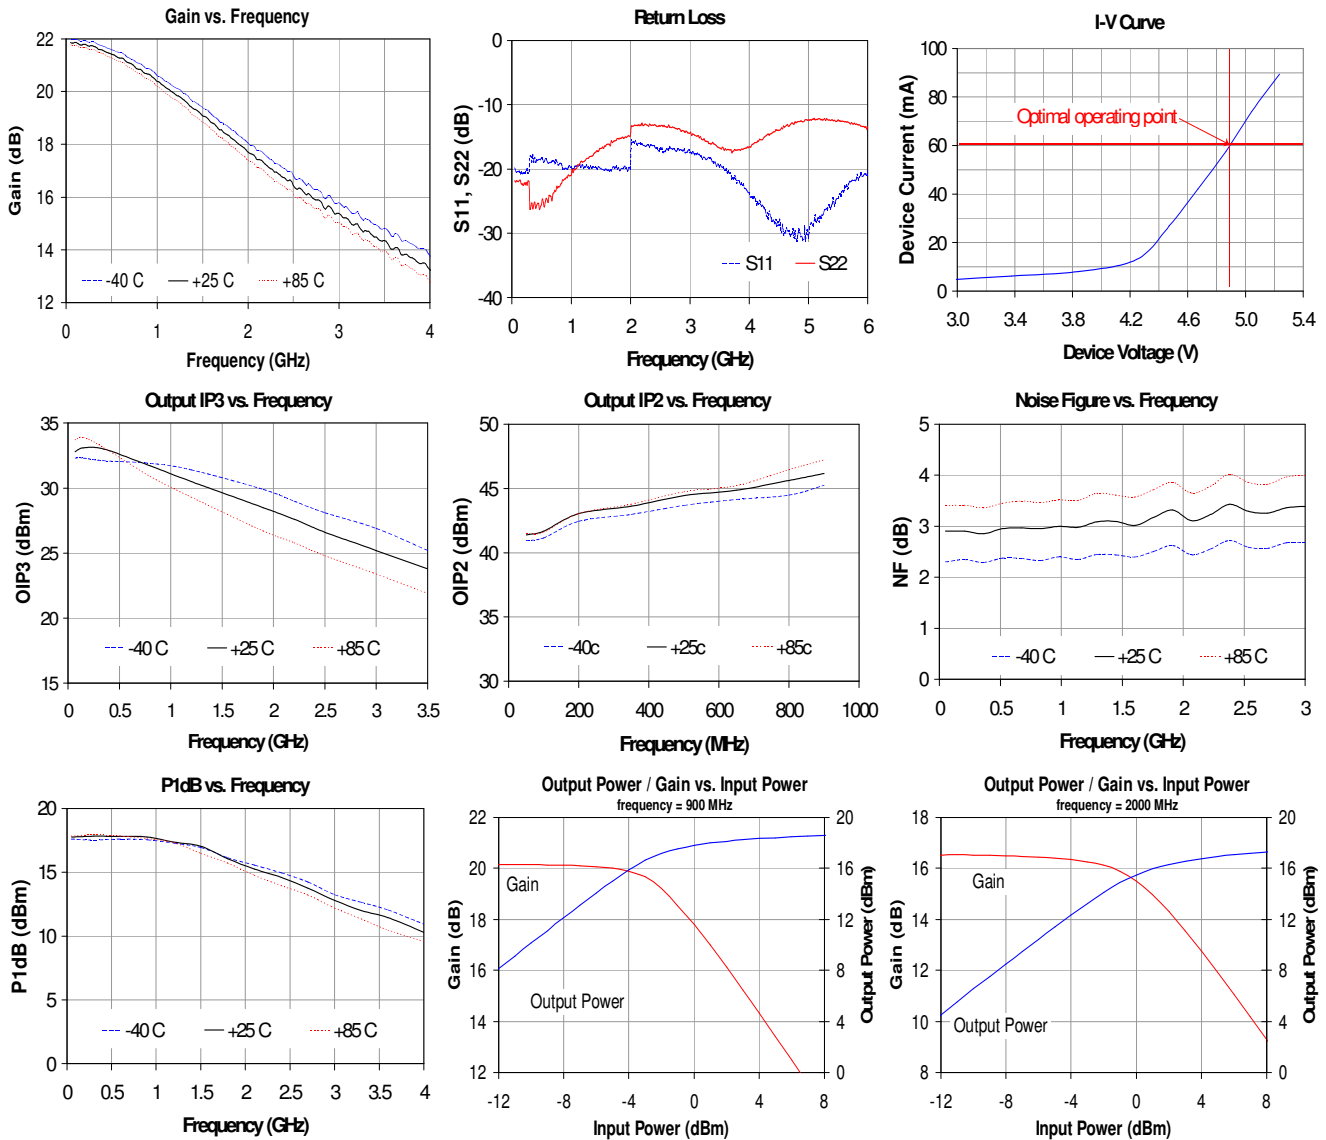 Gain vs. Frequency
Gain (dB)
22
20
18
16
14
12
-40 C
+25 C
+85 C
0
1
2
3
4
Frequency (GHz)
Return Loss
S11, S22 (dB)
0
-10
-20
-30
-40
S11
S22
0
1
2
3
4
5
6
Frequency (GHz)
I-V Curve
Device Current (mA)
100
80
60
40
20
0
Optimal operating point
3.0
3.4
3.8
4.2
4.6
5.0
5.4
Device Voltage (V)
Output IP3 vs. Frequency
OIP3 (dBm)
35
30
25
20
15
-40 C
+25 C
+85 C
0
0.5
1
1.5
2
2.5
3
3.5
Frequency (GHz)
Output IP2 vs. Frequency
OIP2 (dBm)
50
45
40
35
30
-40c
+25c
+85c
0
200
400
600
800
1000
Frequency (MHz)
Noise Figure vs. Frequency
NF (dB)
5
4
3
2
1
0
-40 C
+25 C
+85 C
0
0.5
1
1.5
2
2.5
3
Frequency (GHz)
P1dB vs. Frequency
P1dB (dBm)
20
15
10
5
0
-40 C
+25 C
+85 C
0
0.5
1
1.5
2
2.5
3
3.5
4
Frequency (GHz)
Output Power / Gain vs. Input Power
frequency = 900 MHz
Gain (dB)
22
20
18
16
14
12
Gain
Output Power
20
16
12
8
4
0
Output Power (dBm)
-12
-8
-4
0
4
8
Input Power (dBm)
Output Power / Gain vs. Input Power
frequency = 2000 MHz
Gain (dB)
18
16
14
12
10
8
Gain
Output Power
20
16
12
8
4
0
Output Power (dBm)
-12
-8
-4
0
4
8
Input Power (dBm)